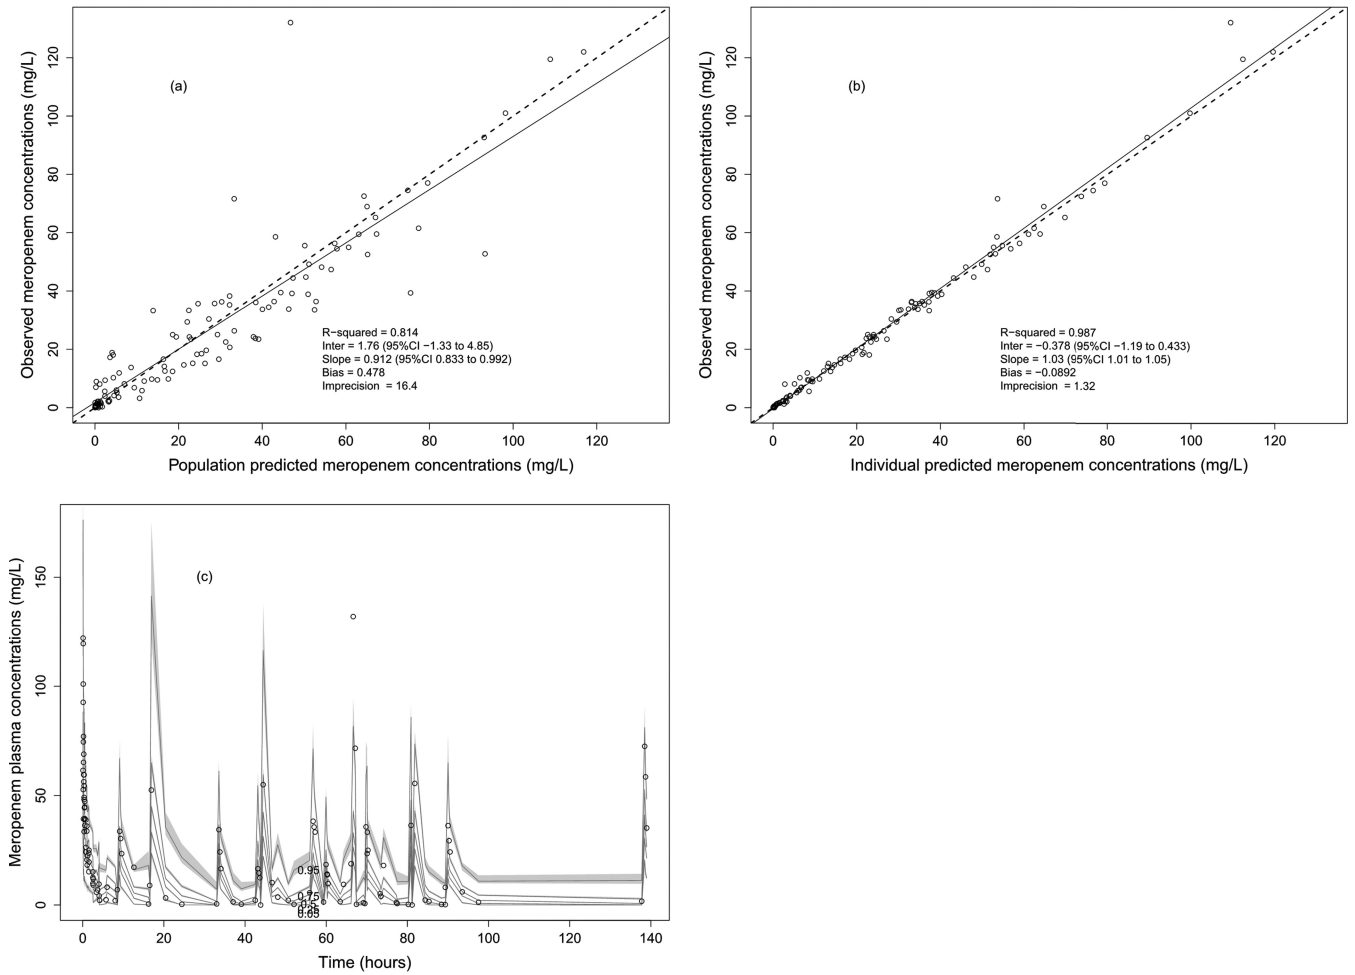 Observed meropenem concentrations (mg/L)
120
100
80
60
40
20
0
(a)
R−squared = 0.814
Inter = 1.76 (95%CI −1.33 to 4.85)
Slope = 0.912 (95%CI 0.833 to 0.992)
Bias = 0.478
Imprecision = 16.4
0 20 40 60 80 100 120
Population predicted meropenem concentrations (mg/L)
Observed meropenem concentrations (mg/L)
120
100
80
60
40
20
0
(b)
R−squared = 0.987
Inter = −0.378 (95%CI −1.19 to 0.433)
Slope = 1.03 (95%CI 1.01 to 1.05)
Bias = −0.0892
Imprecision = 1.32
0 20 40 60 80 100 120
Individual predicted meropenem concentrations (mg/L)
Meropenem plasma concentrations (mg/L)
150
100
50
0
(c)
0.95
0.75
0.5
0.25
0.05
0 20 40 60 80 100 120 140
Time (hours)